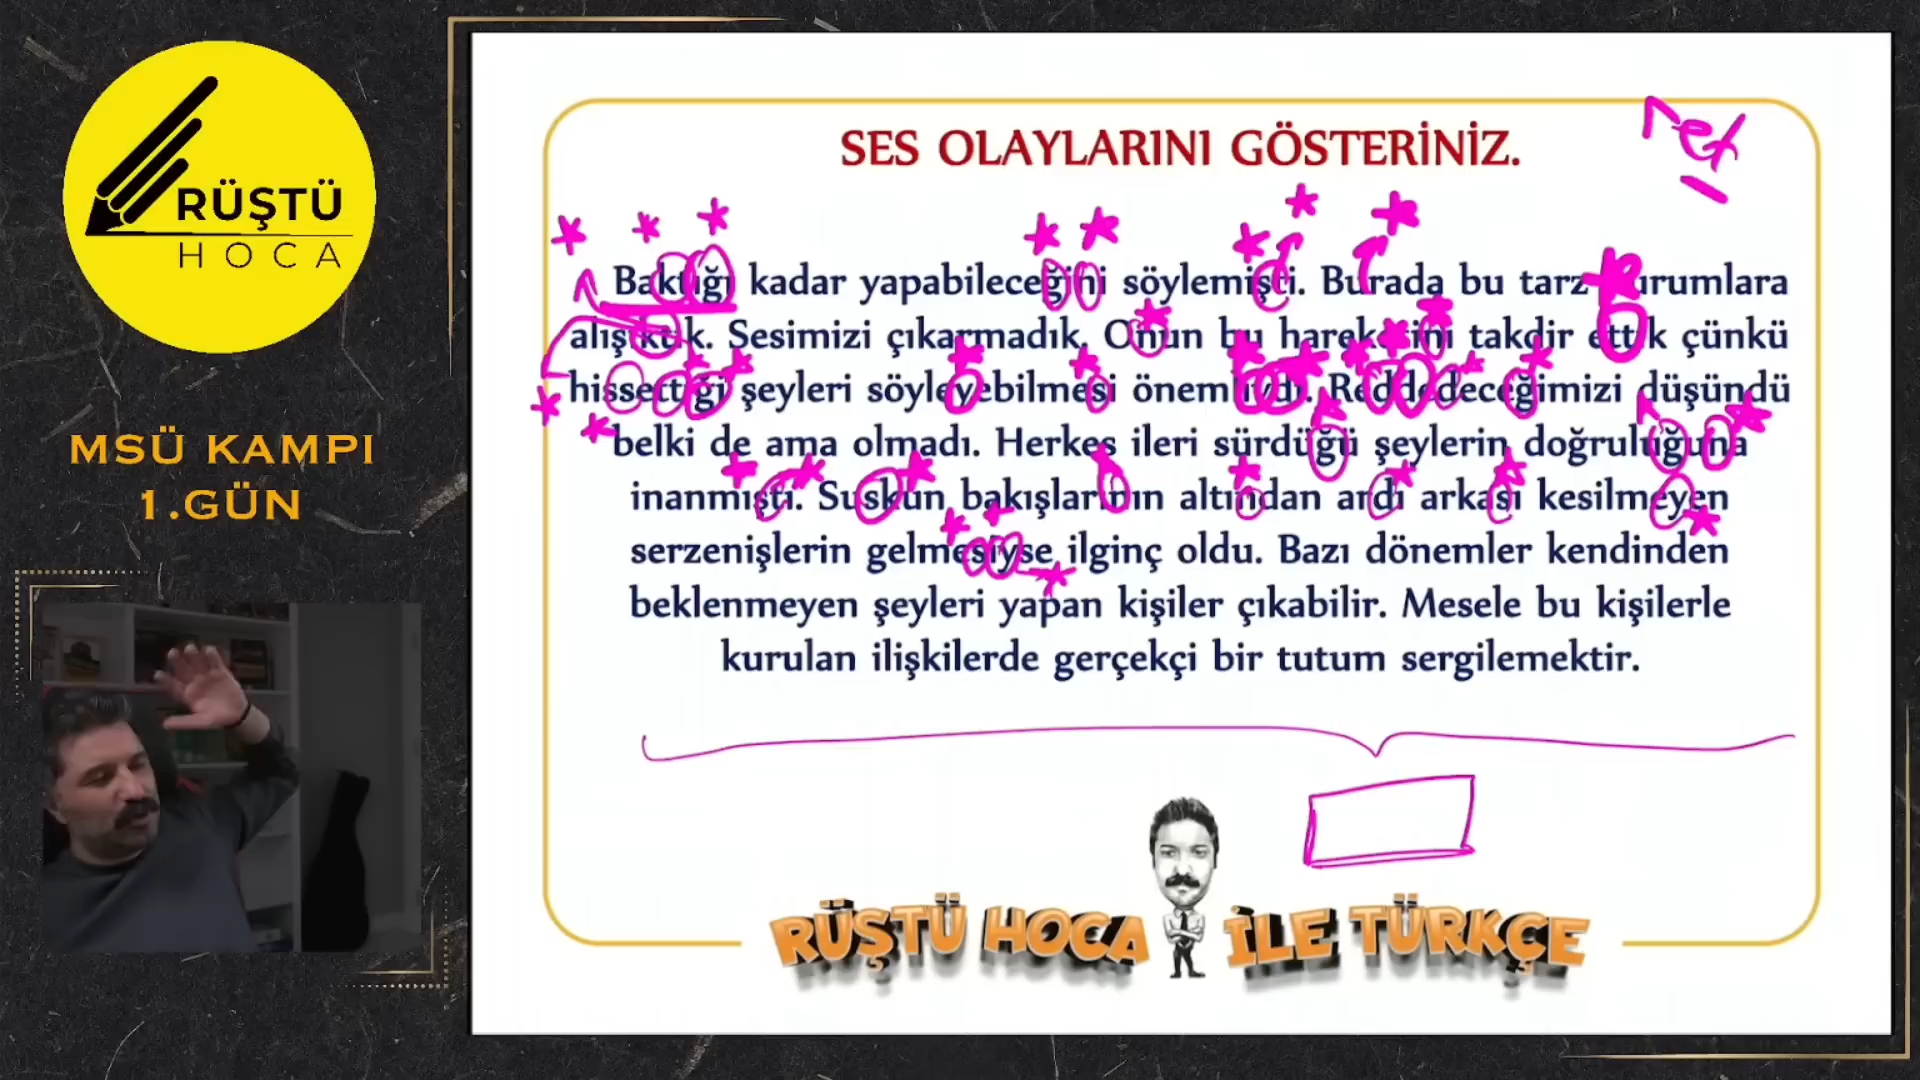 RÜŞTÜ
HOCA
MSÜ KAMPI
1.GÜN
SES OLAYLARINI GÖSTERİNİZ.
ret
Baktığı kadar yapabileceğini söylemişti. Burada bu tarz durumlara
alışıktık. Sesimizi çıkarmadık. Onun bu hareketini takdir ettik çünkü
hissettiği şeyleri söyleyebilmesi önemliydi. Reddedeceğimizi düşündü
belki de ama olmadı. Herkes ileri sürdüğü şeylerin doğruluğuna
inanmıştı. Suskun bakışlarının altından ardı arkası kesilmeyen
serzenişlerin gelmesiyse ilginç oldu. Bazı dönemler kendinden
beklenmeyen şeyleri yapan kişiler çıkabilir. Mesele bu kişilerle
kurulan ilişkilerde gerçekçi bir tutum sergilemektir.
RÜŞTÜ HOCA İLE TÜRKÇE